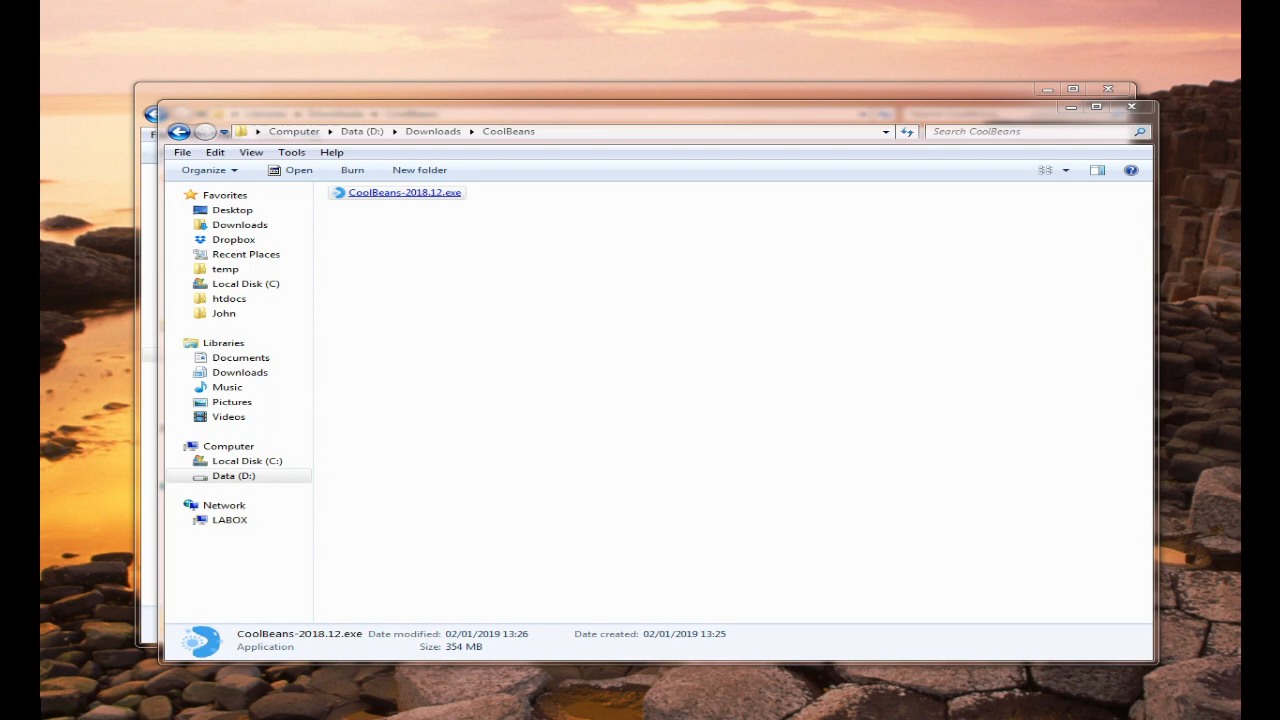 Computer Data (D:) Downloads CoolBeans Search CoolBeans
File Edit View Tools Help
Organize Open Burn New folder
Favorites
Desktop
Downloads
Dropbox
Recent Places
temp
Local Disk (C)
htdocs
John
Libraries
Documents
Downloads
Music
Pictures
Videos
Computer
Local Disk (C:)
Data (D:)
Network
LABOX
CoolBeans-2018.12.exe
CoolBeans-2018.12.exe Date modified: 02/01/2019 13:26 Date created: 02/01/2019 13:25
Application Size: 354 MB